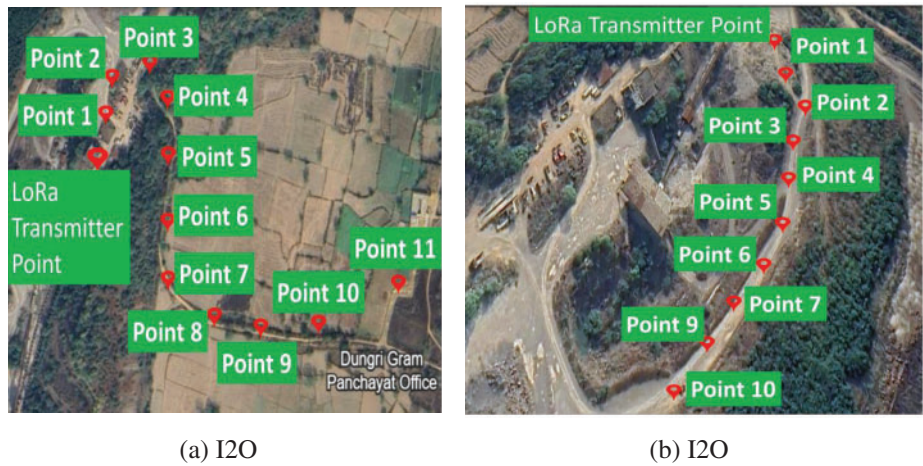 Point 3
Point 2
Point 4
Point 1
Point 5
LoRa
Transmitter
Point
Point 6
Point 11
Point 7
Point 10
Point 8
Point 9
Dungri Gram
Panchayat Office
(a) I2O
LoRa Transmitter Point
Point 1
Point 2
Point 3
Point 4
Point 5
Point 6
Point 7
Point 9
Point 10
(b) I2O